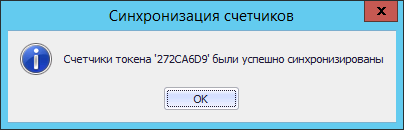 Синхронизация счетчиков
Счетчики токена '272CA6D9' были успешно синхронизированы
OK